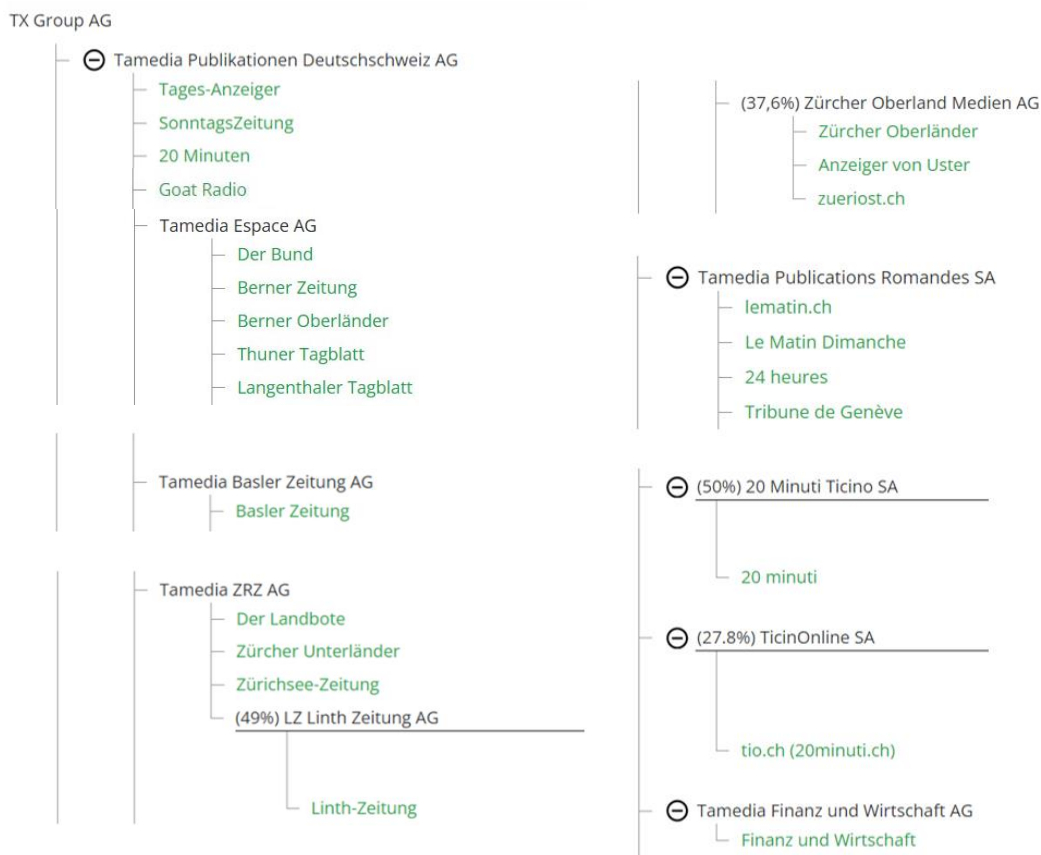 TX Group AG
Tamedia Publikationen Deutschschweiz AG
Tages-Anzeiger
SonntagsZeitung
20 Minuten
Goat Radio
Tamedia Espace AG
Der Bund
Berner Zeitung
Berner Oberländer
Thuner Tagblatt
Langenthaler Tagblatt
Tamedia Basler Zeitung AG
Basler Zeitung
Tamedia ZRZ AG
Der Landbote
Zürcher Unterländer
Zürichsee-Zeitung
(49%) LZ Linth Zeitung AG
Linth-Zeitung
(37,6%) Zürcher Oberland Medien AG
Zürcher Oberländer
Anzeiger von Uster
zueriost.ch
Tamedia Publications Romandes SA
lematin.ch
Le Matin Dimanche
24 heures
Tribune de Genève
(50%) 20 Minuti Ticino SA
20 minuti
(27.8%) TicinOnline SA
tio.ch (20minuti.ch)
Tamedia Finanz und Wirtschaft AG
Finanz und Wirtschaft